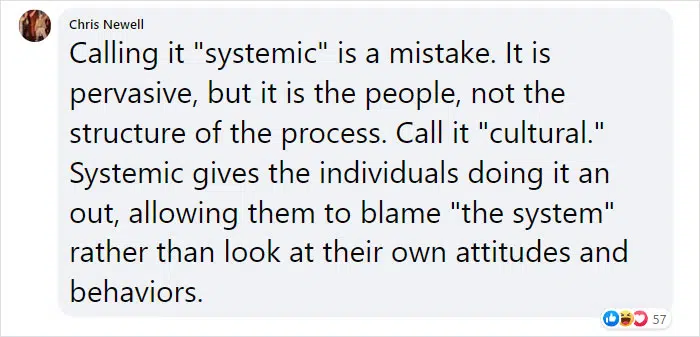 Chris Newell
Calling it "systemic" is a mistake. It is
pervasive, but it is the people, not the
structure of the process. Call it "cultural."
Systemic gives the individuals doing it an
out, allowing them to blame "the system"
rather than look at their own attitudes and
behaviors.
57